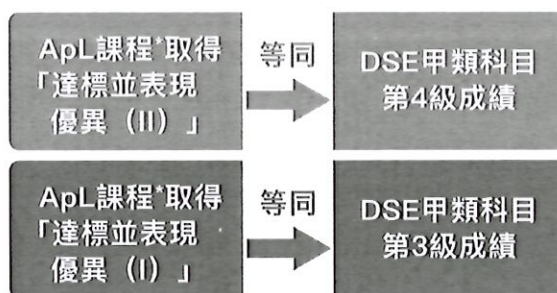 ApL課程*取得
「達標並表現
優異（II）」
等同
DSE甲類科目
第4級成績
ApL課程*取得
「達標並表現
優異（I）」
等同
DSE甲類科目
第3級成績